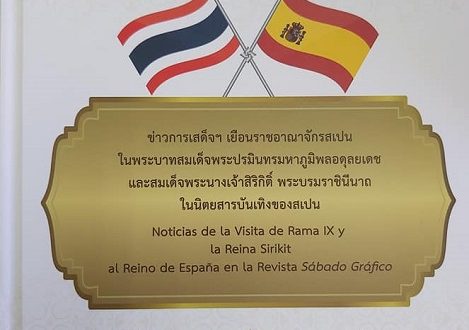 ข่าวการเสด็จฯ เยือนราชอาณาจักรสเปน
ในพระบาทสมเด็จพระปรมินทรมหาภูมิพลอดุลยเดช
และสมเด็จพระนางเจ้าสิริกิติ์ พระบรมราชินีนาถ
ในนิตยสารบันเทิงของสเปน
Noticias de la Visita de Rama IX y
la Reina Sirikit
al Reino de España en la Revista Sábado Gráfico